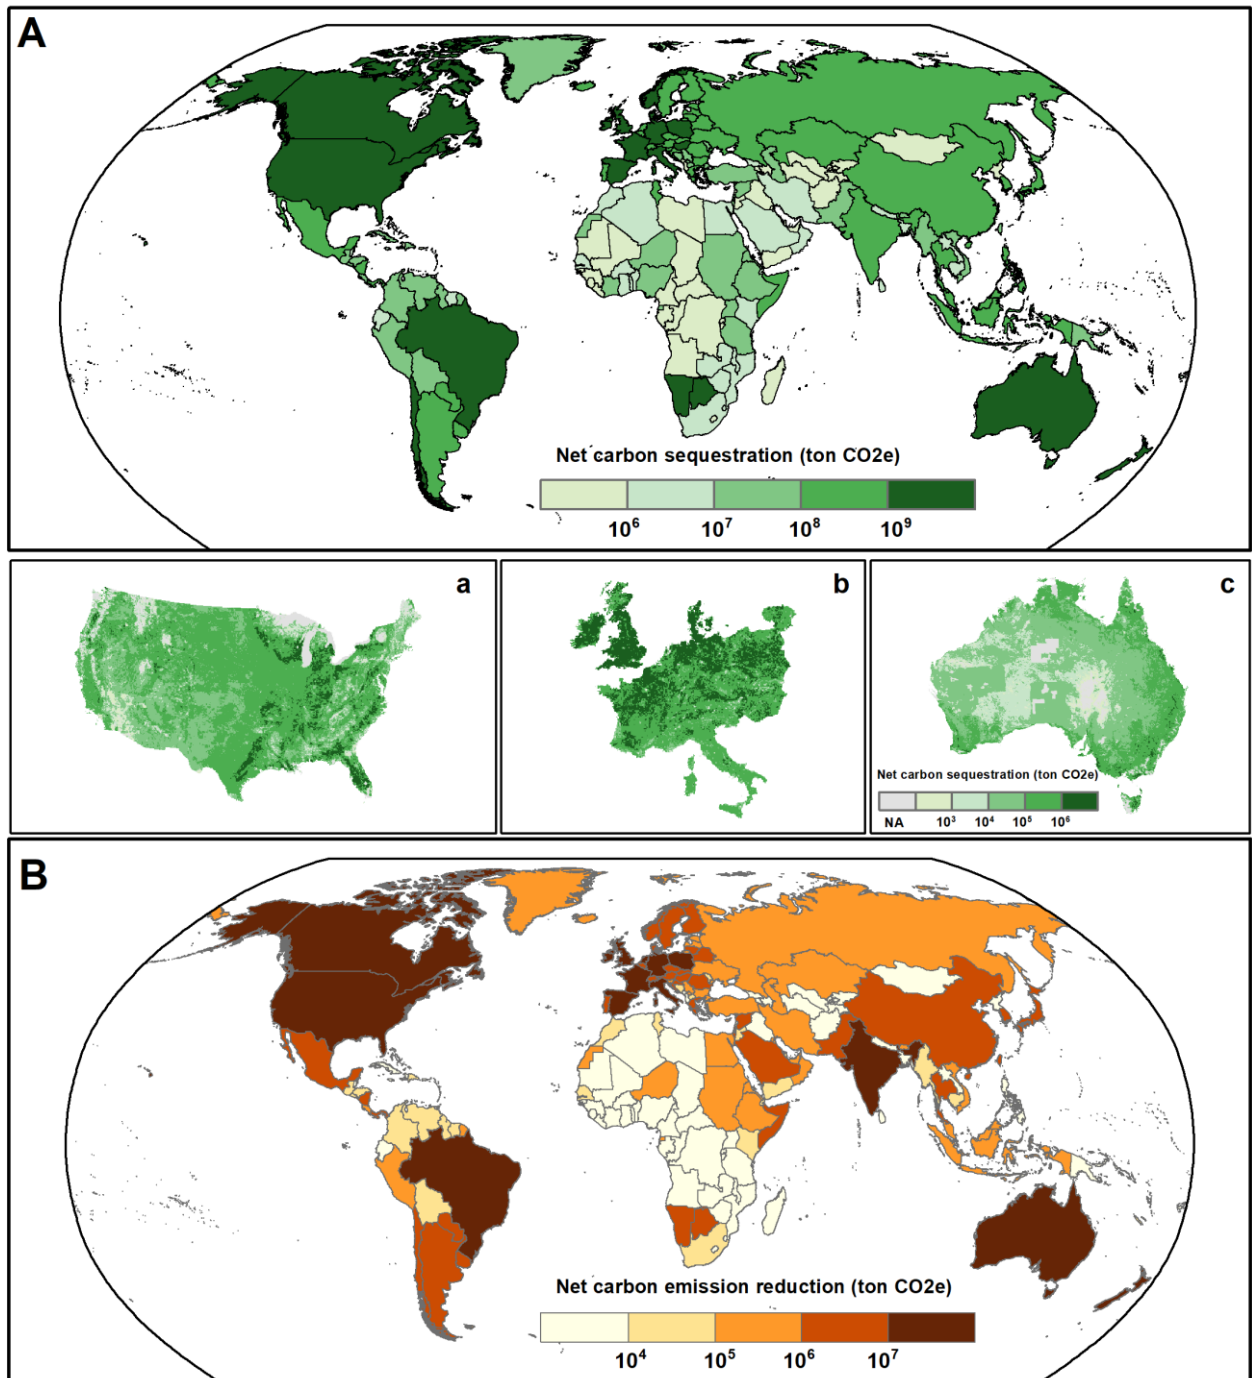 A
Net carbon sequestration (ton CO2e)
10⁶ 10⁷ 10⁸ 10⁹
a
b
c
Net carbon sequestration (ton CO2e)
NA 10³ 10⁴ 10⁵ 10⁶
B
Net carbon emission reduction (ton CO2e)
10⁴ 10⁵ 10⁶ 10⁷